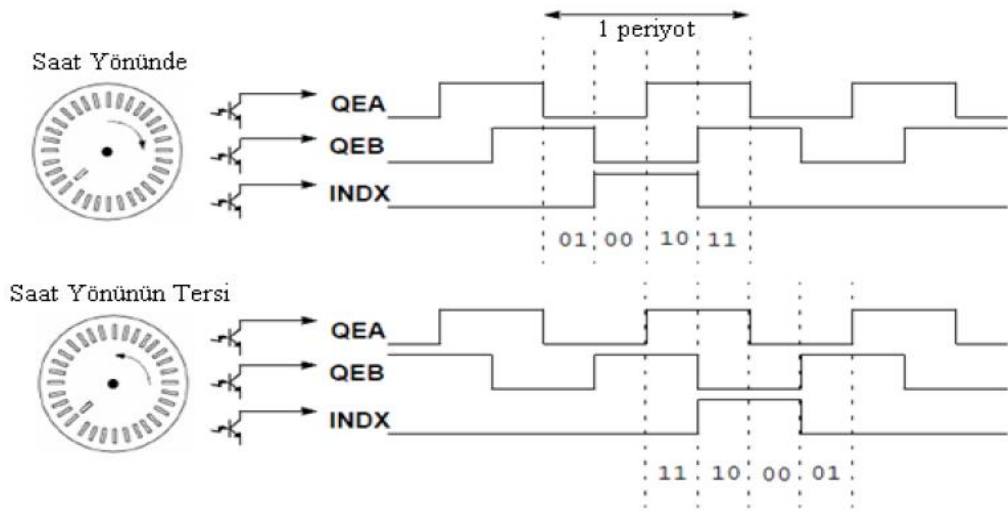 1 periyot
Saat Yönünde
QEA
QEB
INDX
01 00 10 11
Saat Yönünün Tersi
QEA
QEB
INDX
11 10 00 01